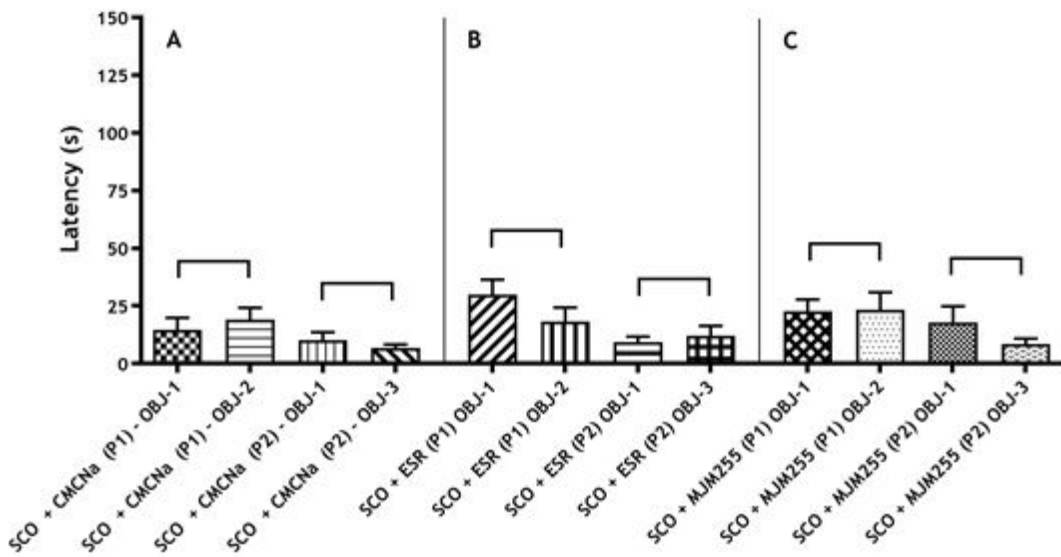 A
B
C
150
125
100
75
50
25
0
Latency (s)
SCO + CMCNa (P1) - OBJ-1
SCO + CMCNa (P1) - OBJ-2
SCO + CMCNa (P2) - OBJ-1
SCO + CMCNa (P2) - OBJ-3
SCO + ESR (P1) OBJ-1
SCO + ESR (P1) OBJ-2
SCO + ESR (P2) OBJ-1
SCO + ESR (P2) OBJ-3
SCO + MJM255 (P1) OBJ-1
SCO + MJM255 (P1) OBJ-2
SCO + MJM255 (P2) OBJ-1
SCO + MJM255 (P2) OBJ-3